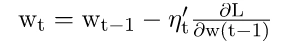 w_t = w_{t−1} − η′_t ∂L/∂w(t−1)